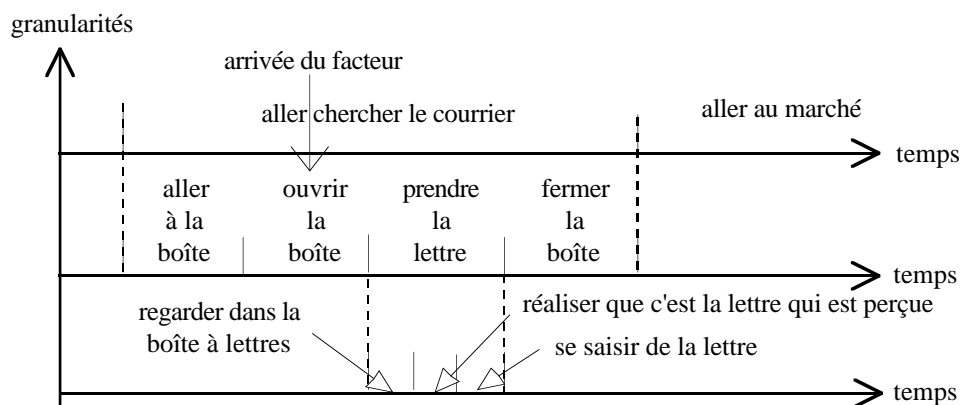 granularités
arrivée du facteur
aller chercher le courrier
aller au marché
temps
aller
à la
boîte
ouvrir
la
boîte
prendre
la
lettre
fermer
la
boîte
temps
regarder dans la
boîte à lettres
réaliser que c'est la lettre qui est perçue
se saisir de la lettre
temps